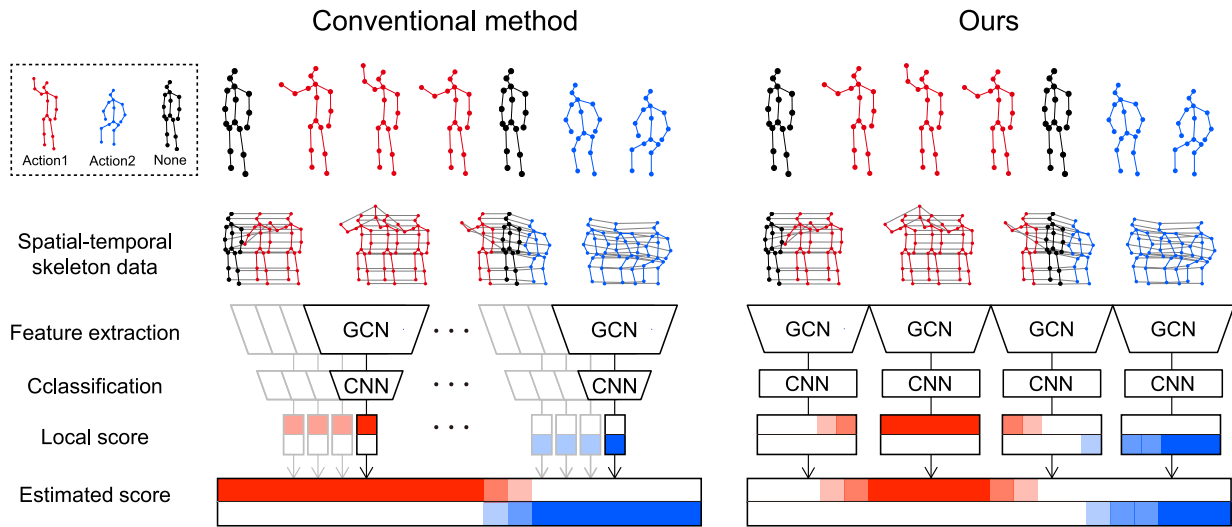 Conventional method
Ours
Action1
Action2
None
Spatial-temporal
skeleton data
Feature extraction
GCN
• • •
GCN
GCN
GCN
GCN
GCN
Cclassification
CNN
• • •
CNN
CNN
CNN
CNN
CNN
Local score
• • •
Estimated score